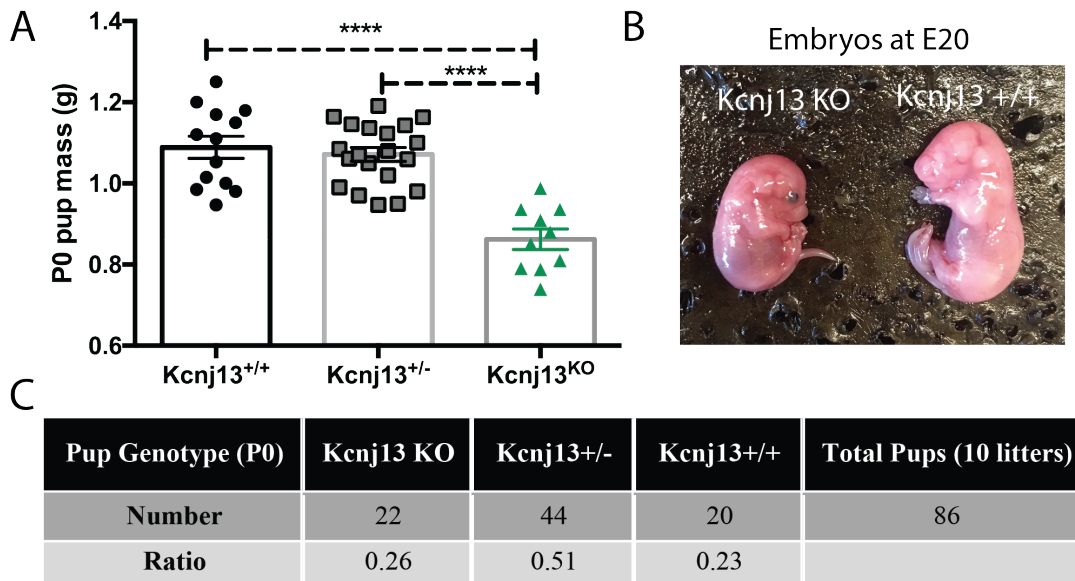 A
1.4
1.2
1.0
0.8
0.6
P0 pup mass (g)
****
****
Kcnj13+/+
Kcnj13+/-
Kcnj13KO
B
Embryos at E20
Kcnj13 KO
Kcnj13 +/+
C
Pup Genotype (P0) Kcnj13 KO Kcnj13+/- Kcnj13+/+ Total Pups (10 litters)
Number 22 44 20 86
Ratio 0.26 0.51 0.23